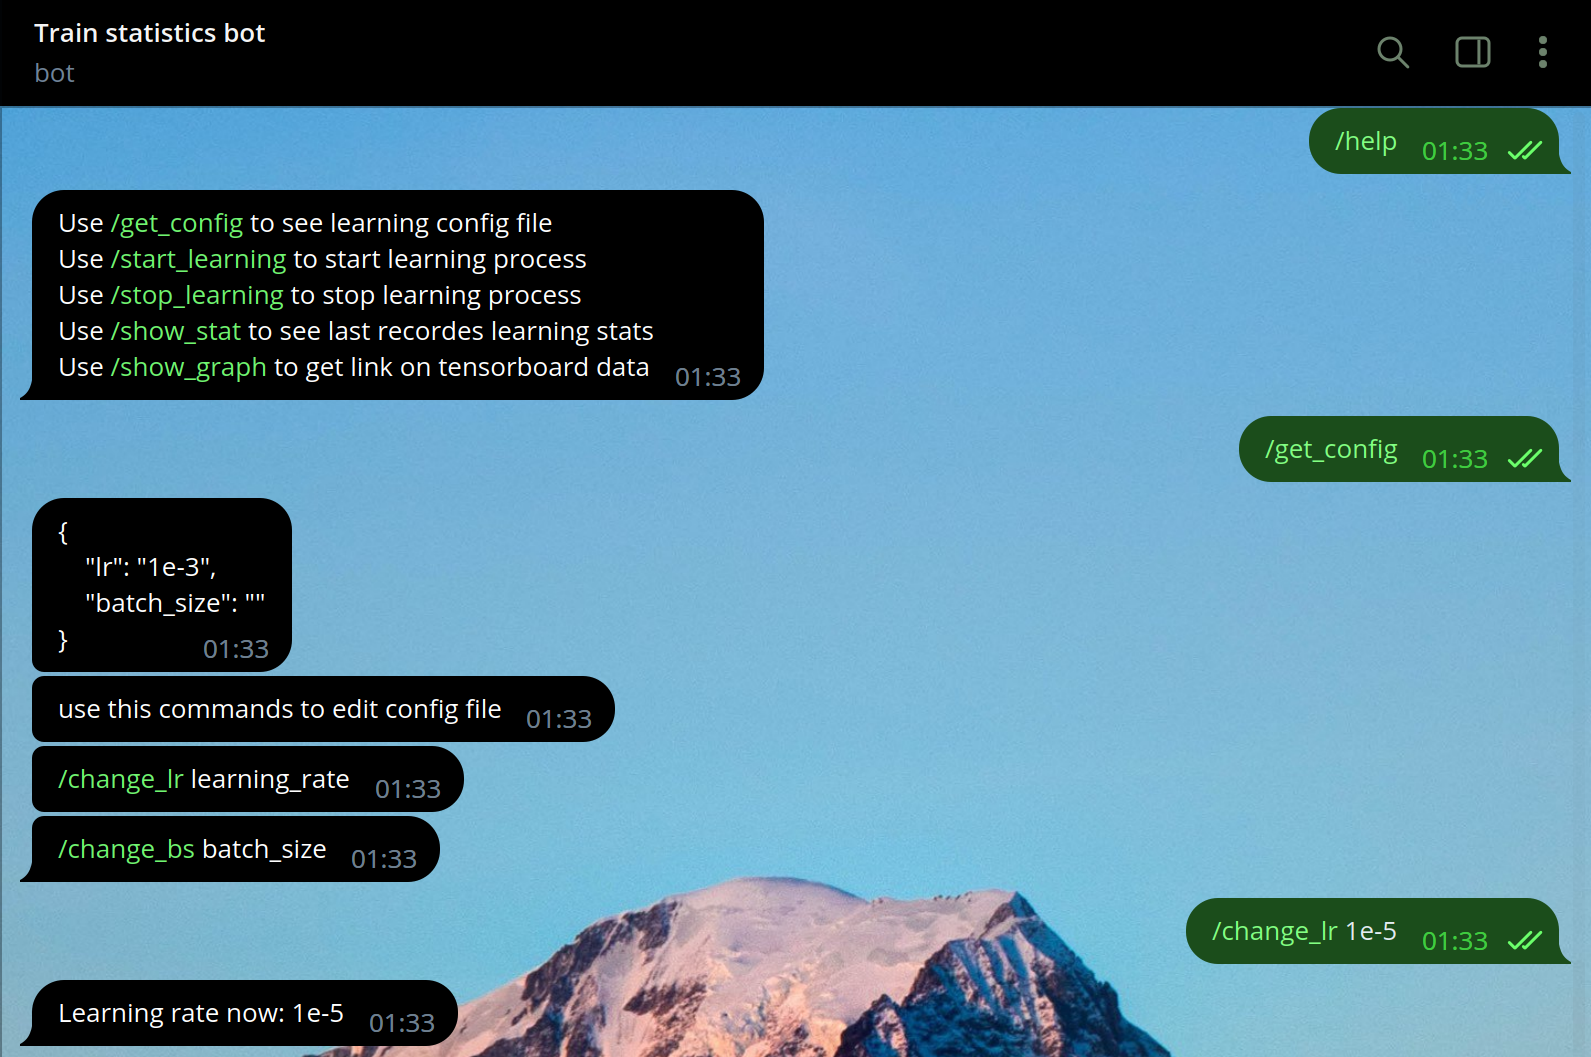 Train statistics bot
bot
/help 01:33
Use /get_config to see learning config file
Use /start_learning to start learning process
Use /stop_learning to stop learning process
Use /show_stat to see last recordes learning stats
Use /show_graph to get link on tensorboard data 01:33
/get_config 01:33
{
"lr": "1e-3",
"batch_size": ""
}
01:33
use this commands to edit config file 01:33
/change_lr learning_rate 01:33
/change_bs batch_size 01:33
/change_lr 1e-5 01:33
Learning rate now: 1e-5 01:33